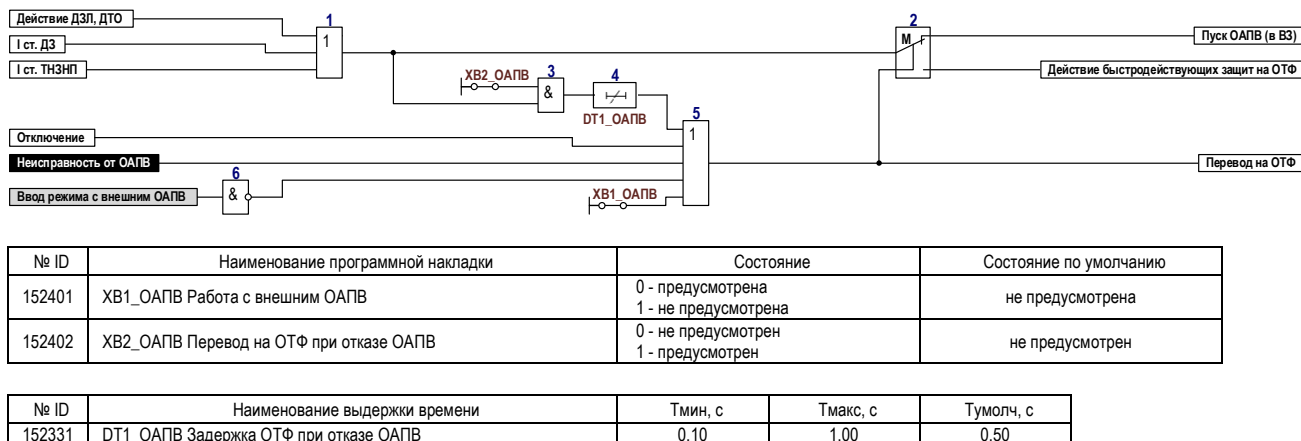 Действие ДЗЛ, ДТО
1
2
1
М
Пуск ОАПВ (в ВЗ)
I ст. ДЗ
I ст. ТНЗНП
Действие быстродействующих защит на ОТФ
XB2_ОАПВ
3
4
&
DT1_ОАПВ
5
1
Отключение
Неисправность от ОАПВ
Перевод на ОТФ
6
Ввод режима с внешним ОАПВ
&
XB1_ОАПВ
№ ID Наименование программной накладки Состояние Состояние по умолчанию
152401 XB1_ОАПВ Работа с внешним ОАПВ 0 - предусмотрена не предусмотрена
1 - не предусмотрена
152402 XB2_ОАПВ Перевод на ОТФ при отказе ОАПВ 0 - не предусмотрен не предусмотрен
1 - предусмотрен
№ ID Наименование выдержки времени Тмин, с Тмакс, с Тумолч, с
152331 DT1_ОАПВ Задержка ОТФ при отказе ОАПВ 0.10 1.00 0.50